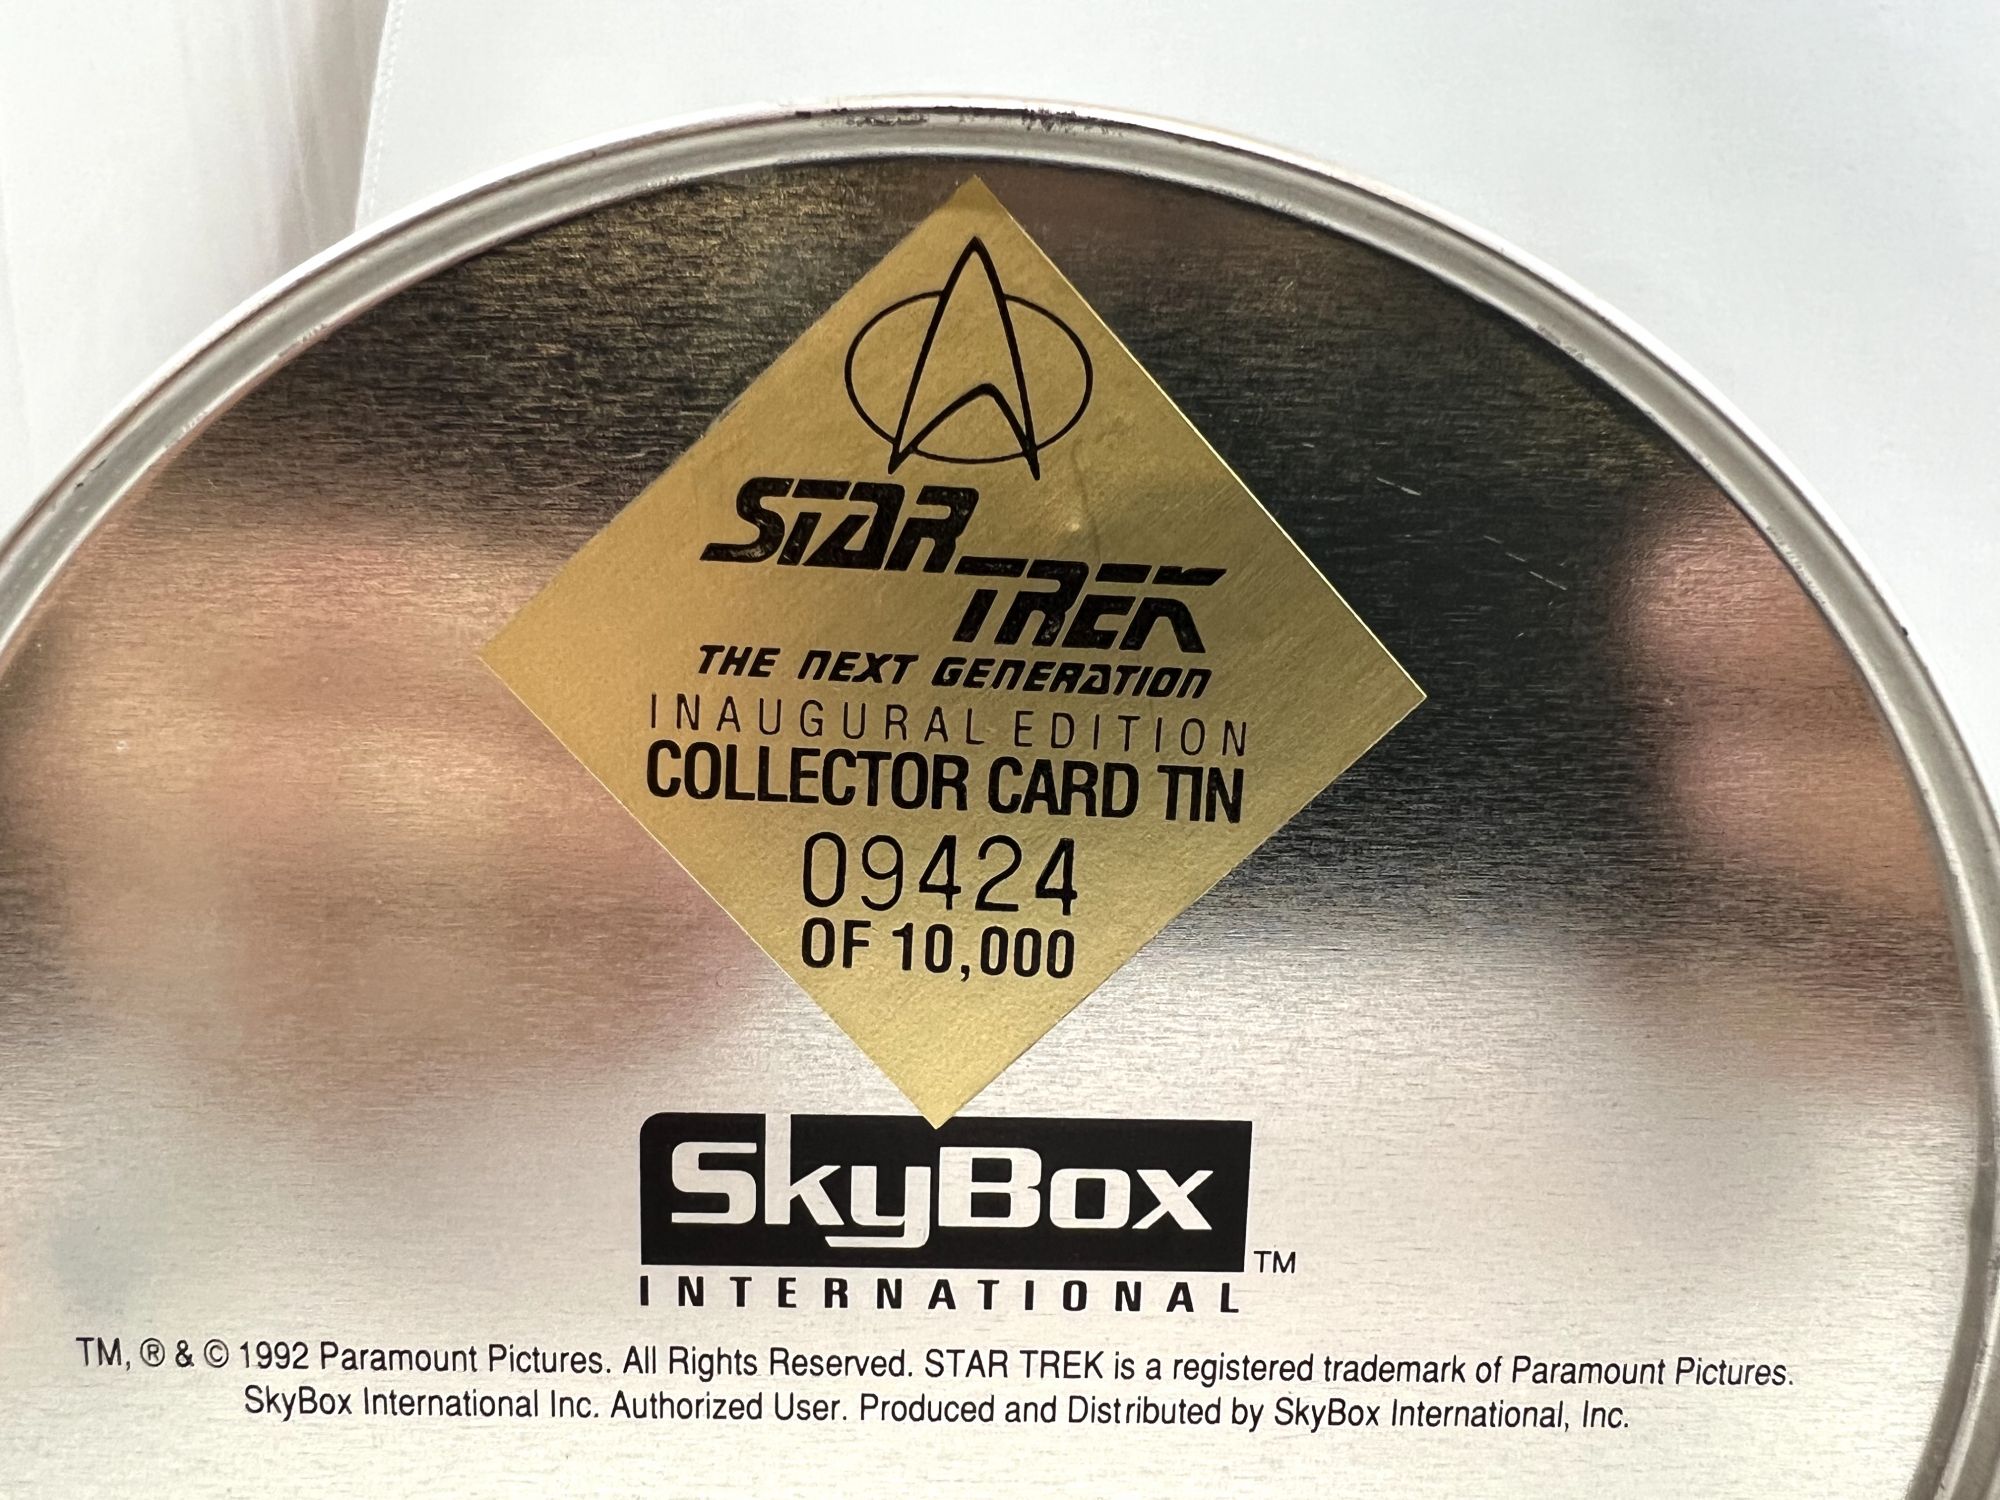 STAR TREK
THE NEXT GENERATION
INAUGURAL EDITION
COLLECTOR CARD TIN
09424
OF 10,000
SkyBox TM
INTERNATIONAL
TM, ® & © 1992 Paramount Pictures. All Rights Reserved. STAR TREK is a registered trademark of Paramount Pictures.
SkyBox International Inc. Authorized User. Produced and Distributed by SkyBox International, Inc.